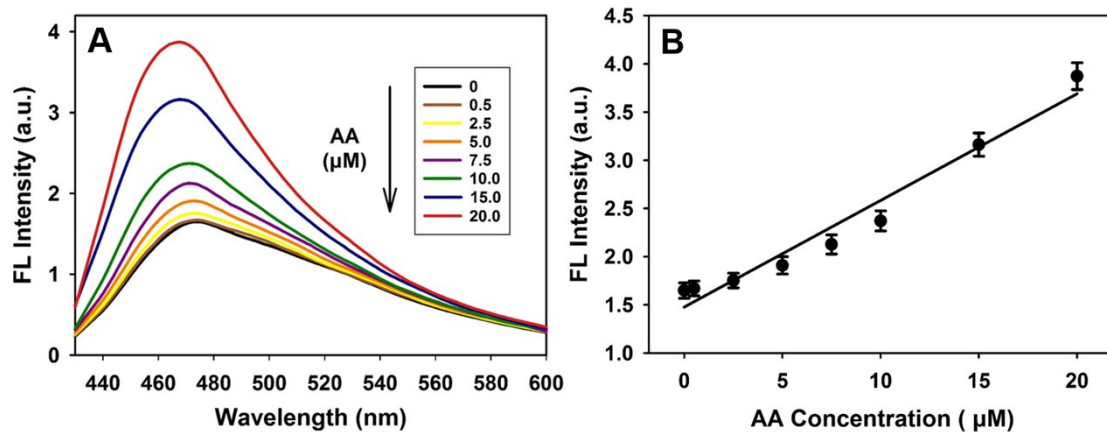 A
FL Intensity (a.u.)
4
3
2
1
0
440 460 480 500 520 540 560 580 600
Wavelength (nm)
AA
(µM)
0
0.5
2.5
5.0
7.5
10.0
15.0
20.0
B
FL Intensity (a.u.)
4.5
4.0
3.5
3.0
2.5
2.0
1.5
1.0
0 5 10 15 20
AA Concentration ( µM)